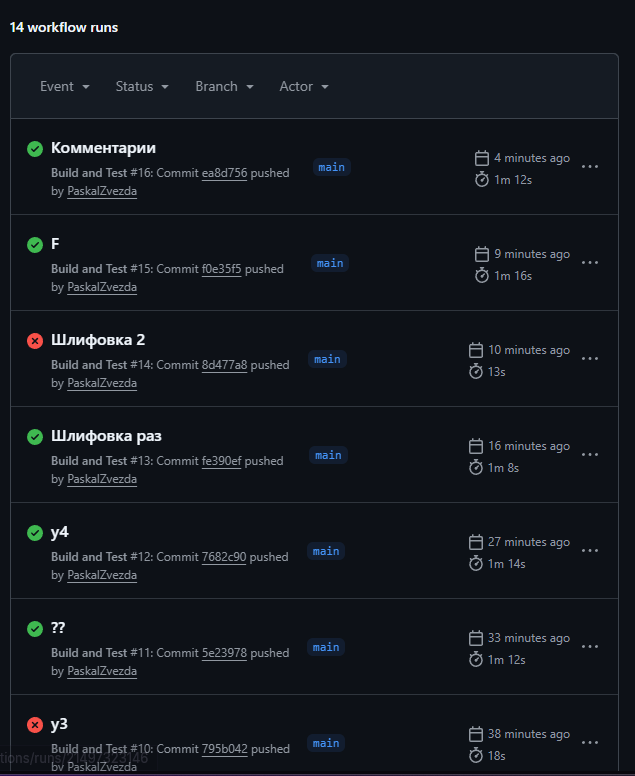 14 workflow runs
Event Status Branch Actor
Комментарии
Build and Test #16: Commit ea8d756 pushed
by PaskalZvezda
main
4 minutes ago
1m 12s
F
Build and Test #15: Commit f0e35f5 pushed
by PaskalZvezda
main
9 minutes ago
1m 16s
Шлифовка 2
Build and Test #14: Commit 8d477a8 pushed
by PaskalZvezda
main
10 minutes ago
13s
Шлифовка раз
Build and Test #13: Commit fe390ef pushed
by PaskalZvezda
main
16 minutes ago
1m 8s
y4
Build and Test #12: Commit 7682c90 pushed
by PaskalZvezda
main
27 minutes ago
1m 14s
??
Build and Test #11: Commit 5e23978 pushed
by PaskalZvezda
main
33 minutes ago
1m 12s
y3
Build and Test #10: Commit 795b042 pushed
by PaskalZvezda
main
38 minutes ago
18s
tions/runs/21497323146